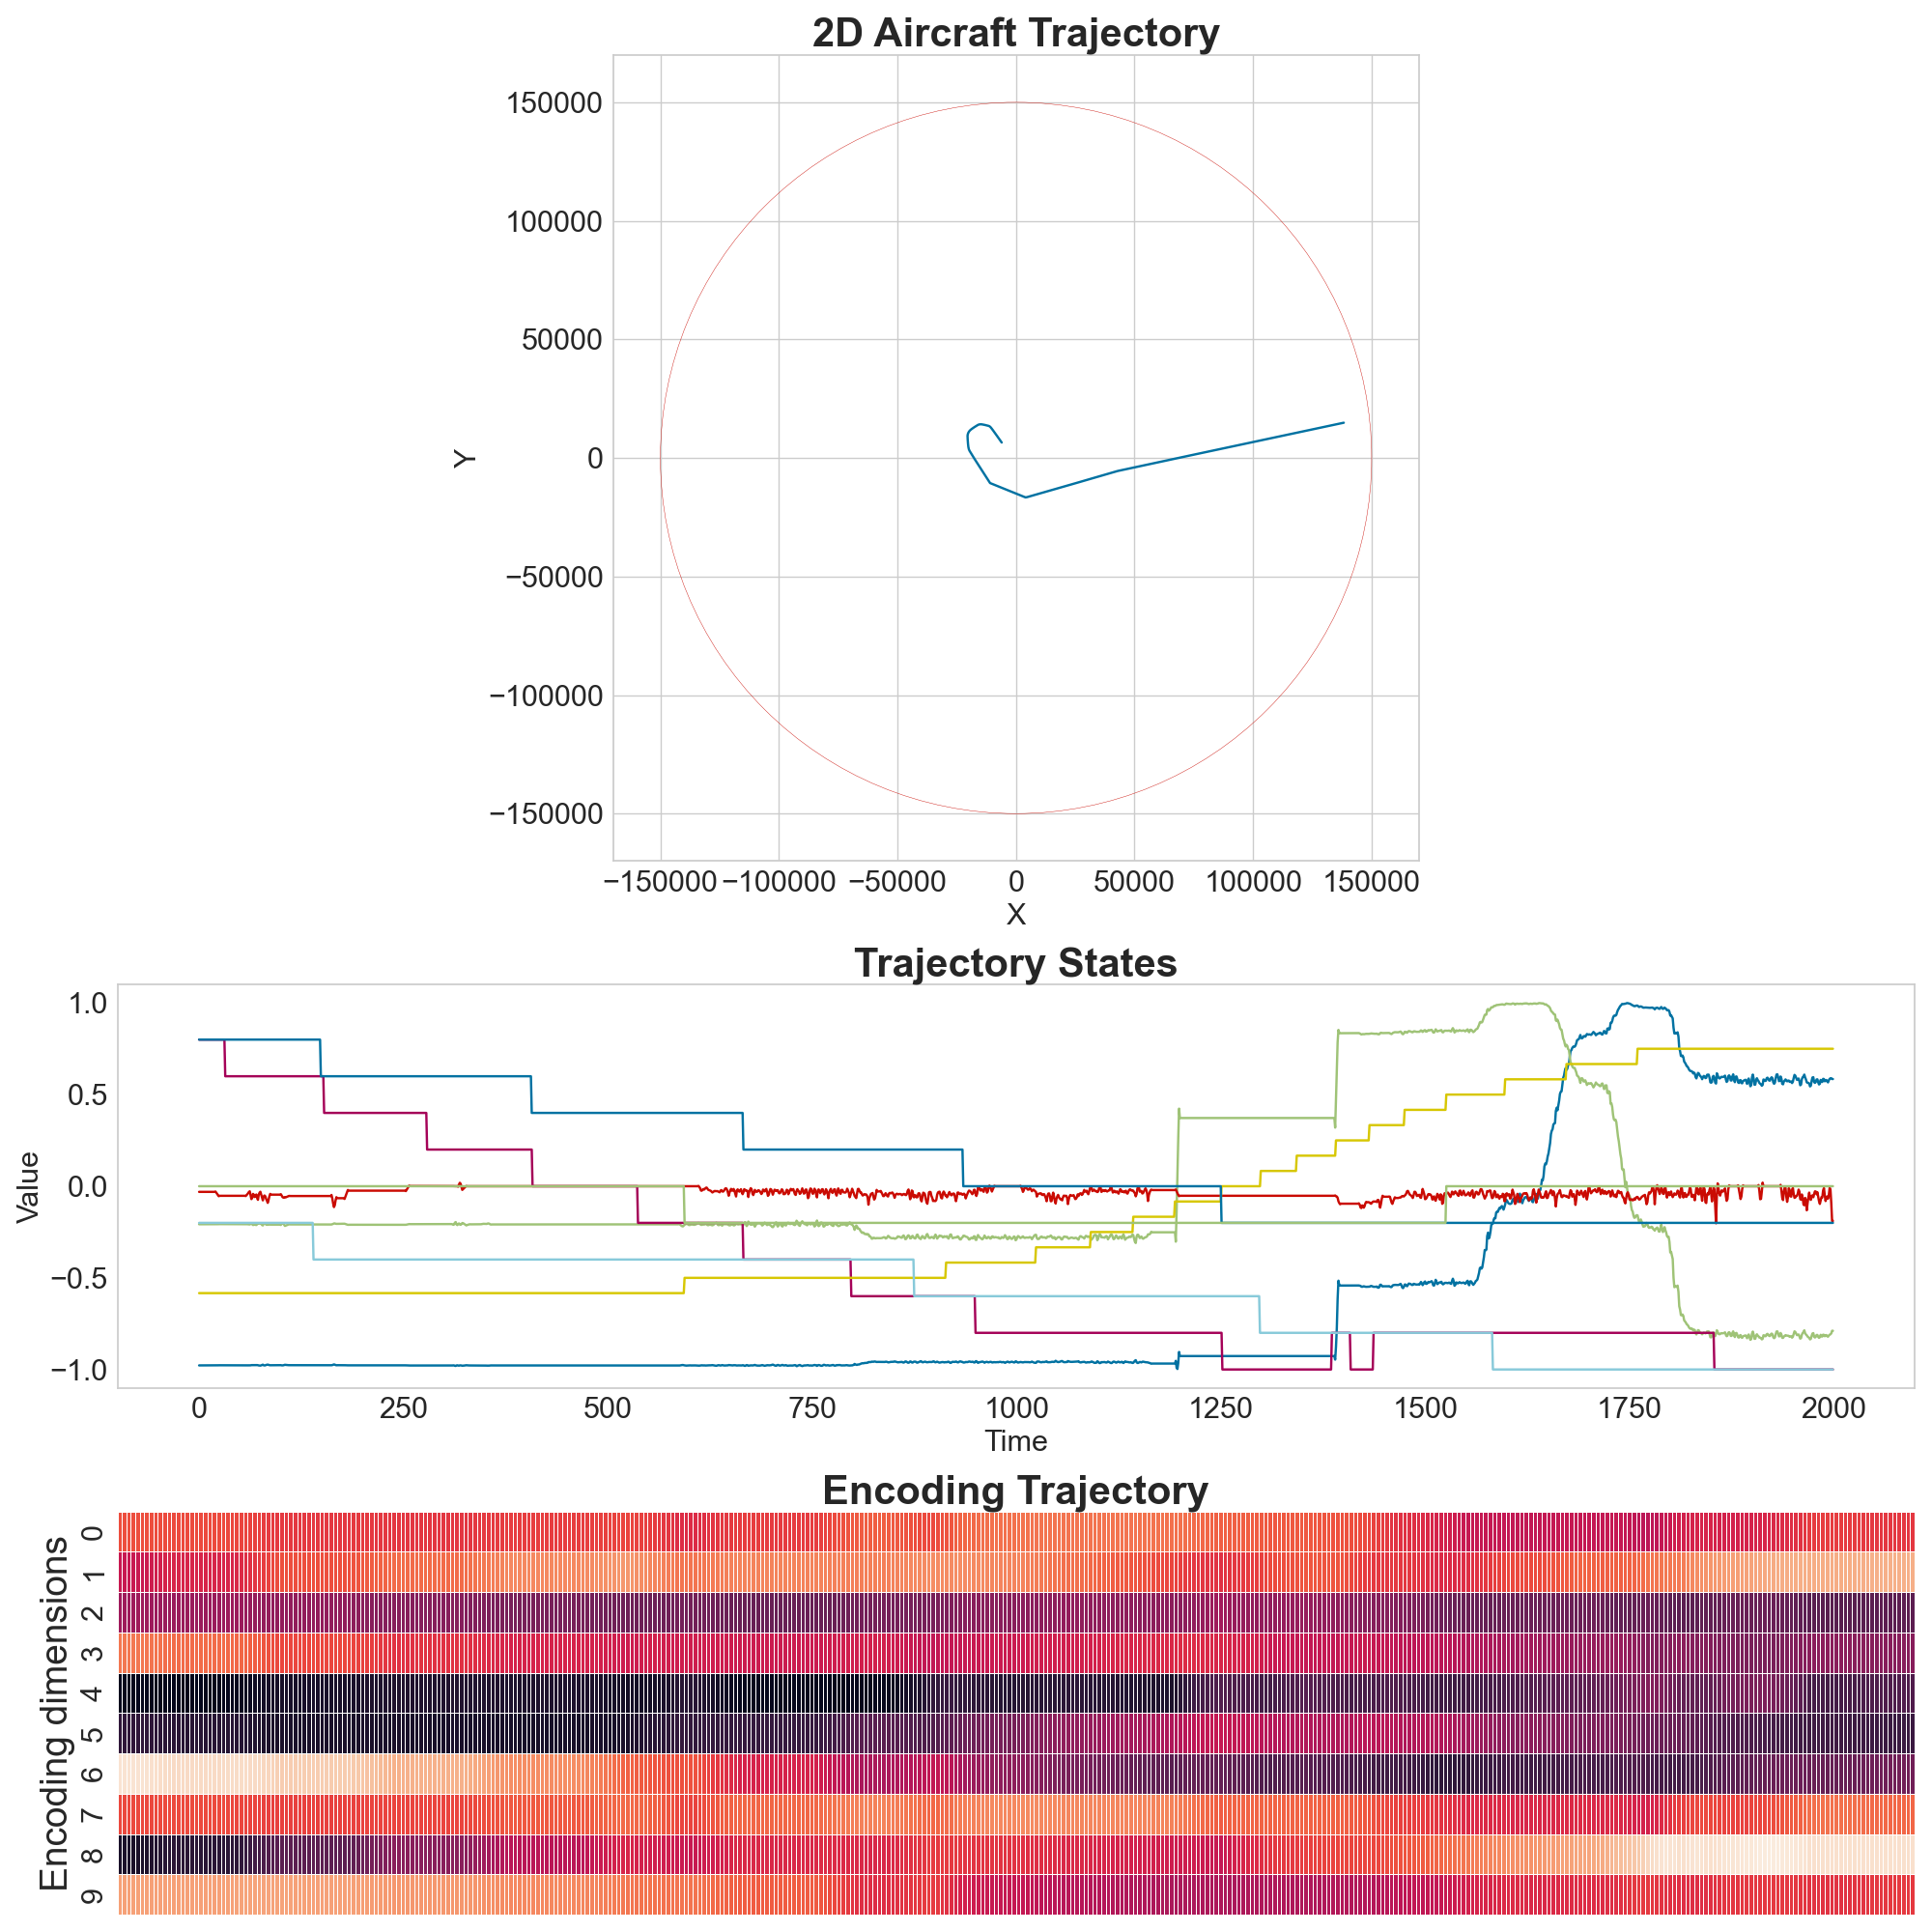 2D Aircraft Trajectory
150000
100000
50000
0
−50000
−100000
−150000
Y
−150000 −100000 −50000 0 50000 100000 150000
X
Trajectory States
1.0
0.5
0.0
−0.5
−1.0
Value
0 250 500 750 1000 1250 1500 1750 2000
Time
Encoding Trajectory
Encoding dimensions
0
1
2
3
4
5
6
7
8
9